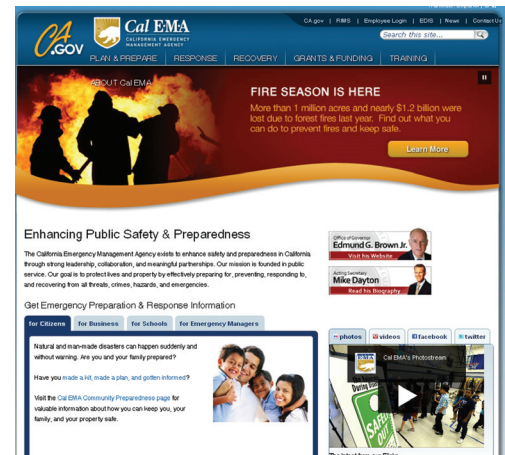 CA.gov | RIMS | Employee Login | EDIS | News | Contact Us
CA
.GOV
Cal EMA
CALIFORNIA EMERGENCY
MANAGEMENT AGENCY
Search this site...
PLAN & PREPARE | RESPONSE | RECOVERY | GRANTS & FUNDING | TRAINING
ABOUT Cal EMA
FIRE SEASON IS HERE
More than 1 million acres and nearly $1.2 billion were
lost due to forest fires last year. Find out what you
can do to prevent fires and keep safe.
Learn More
Enhancing Public Safety & Preparedness
The California Emergency Management Agency exists to enhance safety and preparedness in California
through strong leadership, collaboration, and meaningful partnerships. Our mission is founded in public
service. Our goal is to protect lives and property by effectively preparing for, preventing, responding to,
and recovering from all threats, crimes, hazards, and emergencies.
Office of Governor
Edmund G. Brown Jr.
Visit his Website
Acting Secretary
Mike Dayton
Read his Biography
Get Emergency Preparation & Response Information
for Citizens
for Business
for Schools
for Emergency Managers
Natural and man-made disasters can happen suddenly and
without warning. Are you and your family prepared?
Have you made a kit, made a plan, and gotten informed?
Visit the Cal EMA Community Preparedness page for
valuable information about how you can keep you, your
family, and your property safe.
photos
videos
facebook
twitter
EMA
Cal EMA's Photostream
During
SAFELY
OUT